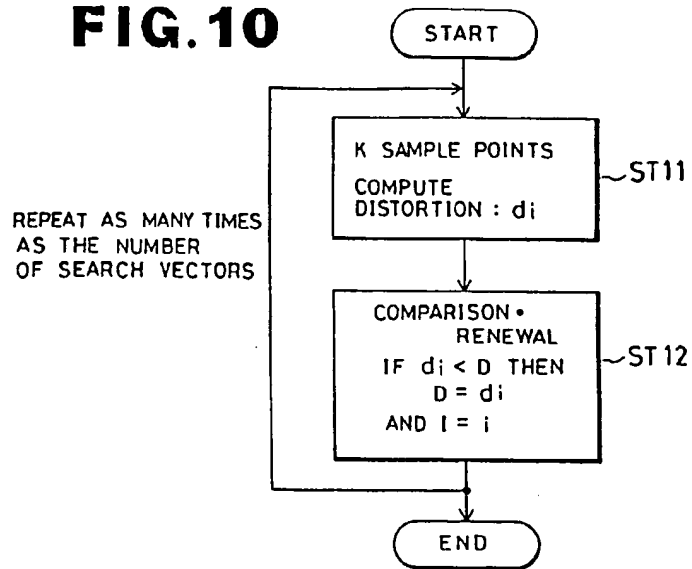 FIG.10
START
K SAMPLE POINTS
COMPUTE
DISTORTION : di
ST11
REPEAT AS MANY TIMES
AS THE NUMBER
OF SEARCH VECTORS
COMPARISON •
RENEWAL
IF di < D THEN
D = di
AND I = i
ST12
END